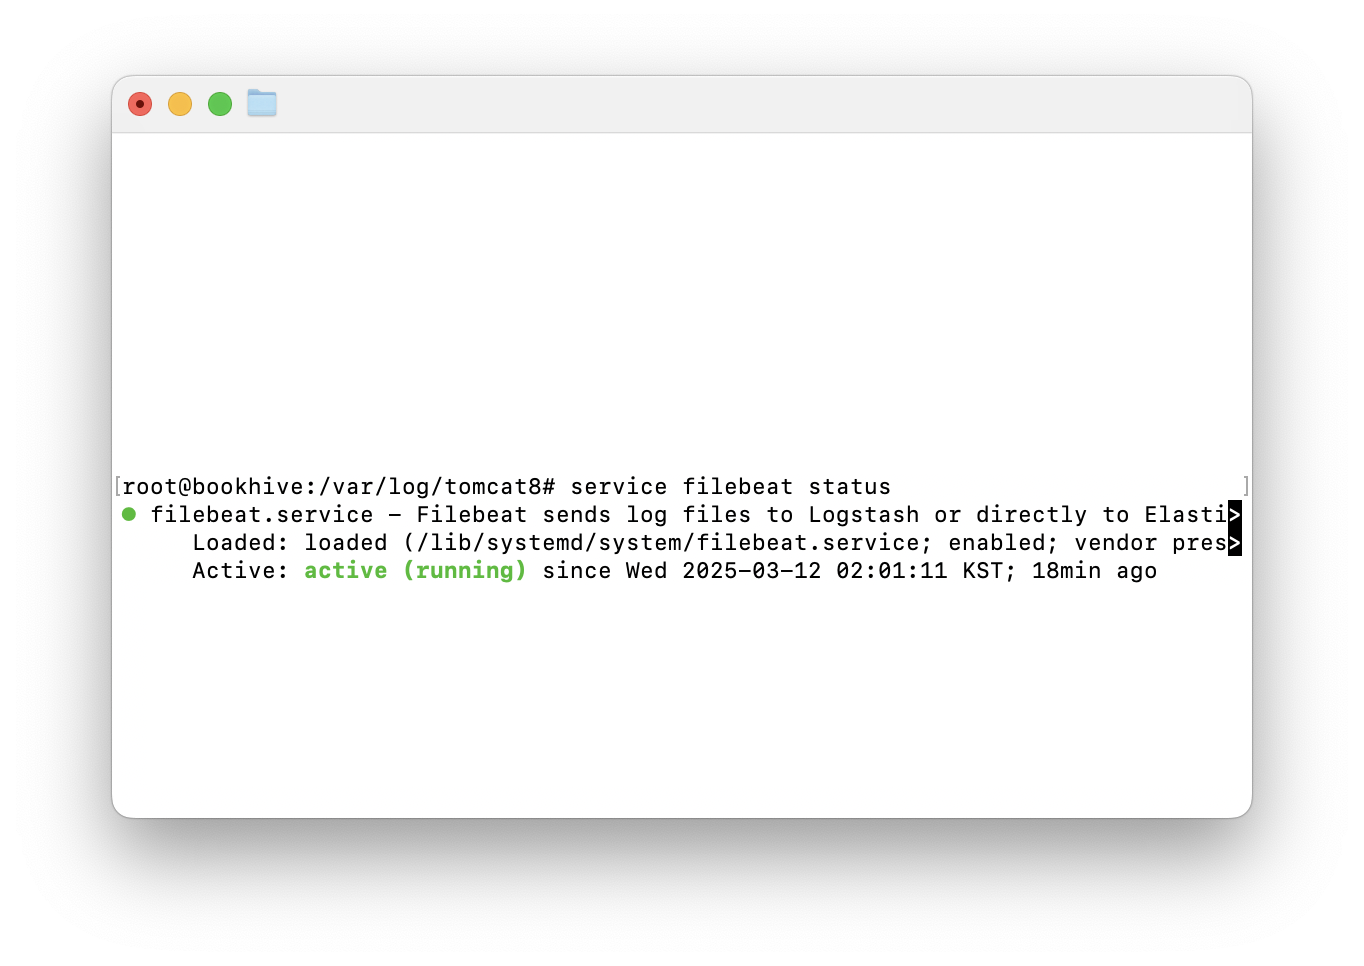 [root@bookhive:/var/log/tomcat8# service filebeat status]
● filebeat.service - Filebeat sends log files to Logstash or directly to Elasti>
Loaded: loaded (/lib/systemd/system/filebeat.service; enabled; vendor pres>
Active: active (running) since Wed 2025-03-12 02:01:11 KST; 18min ago